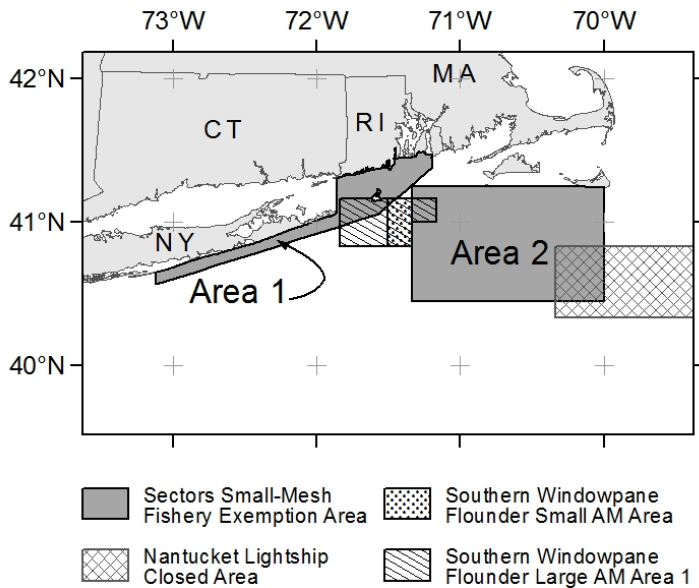 73°W 72°W 71°W 70°W
42°N
41°N
40°N
MA
CT
RI
NY
Area 1
Area 2
Sectors Small-Mesh
Fishery Exemption Area
Nantucket Lightship
Closed Area
Southern Windowpane
Flounder Small AM Area
Southern Windowpane
Flounder Large AM Area 1